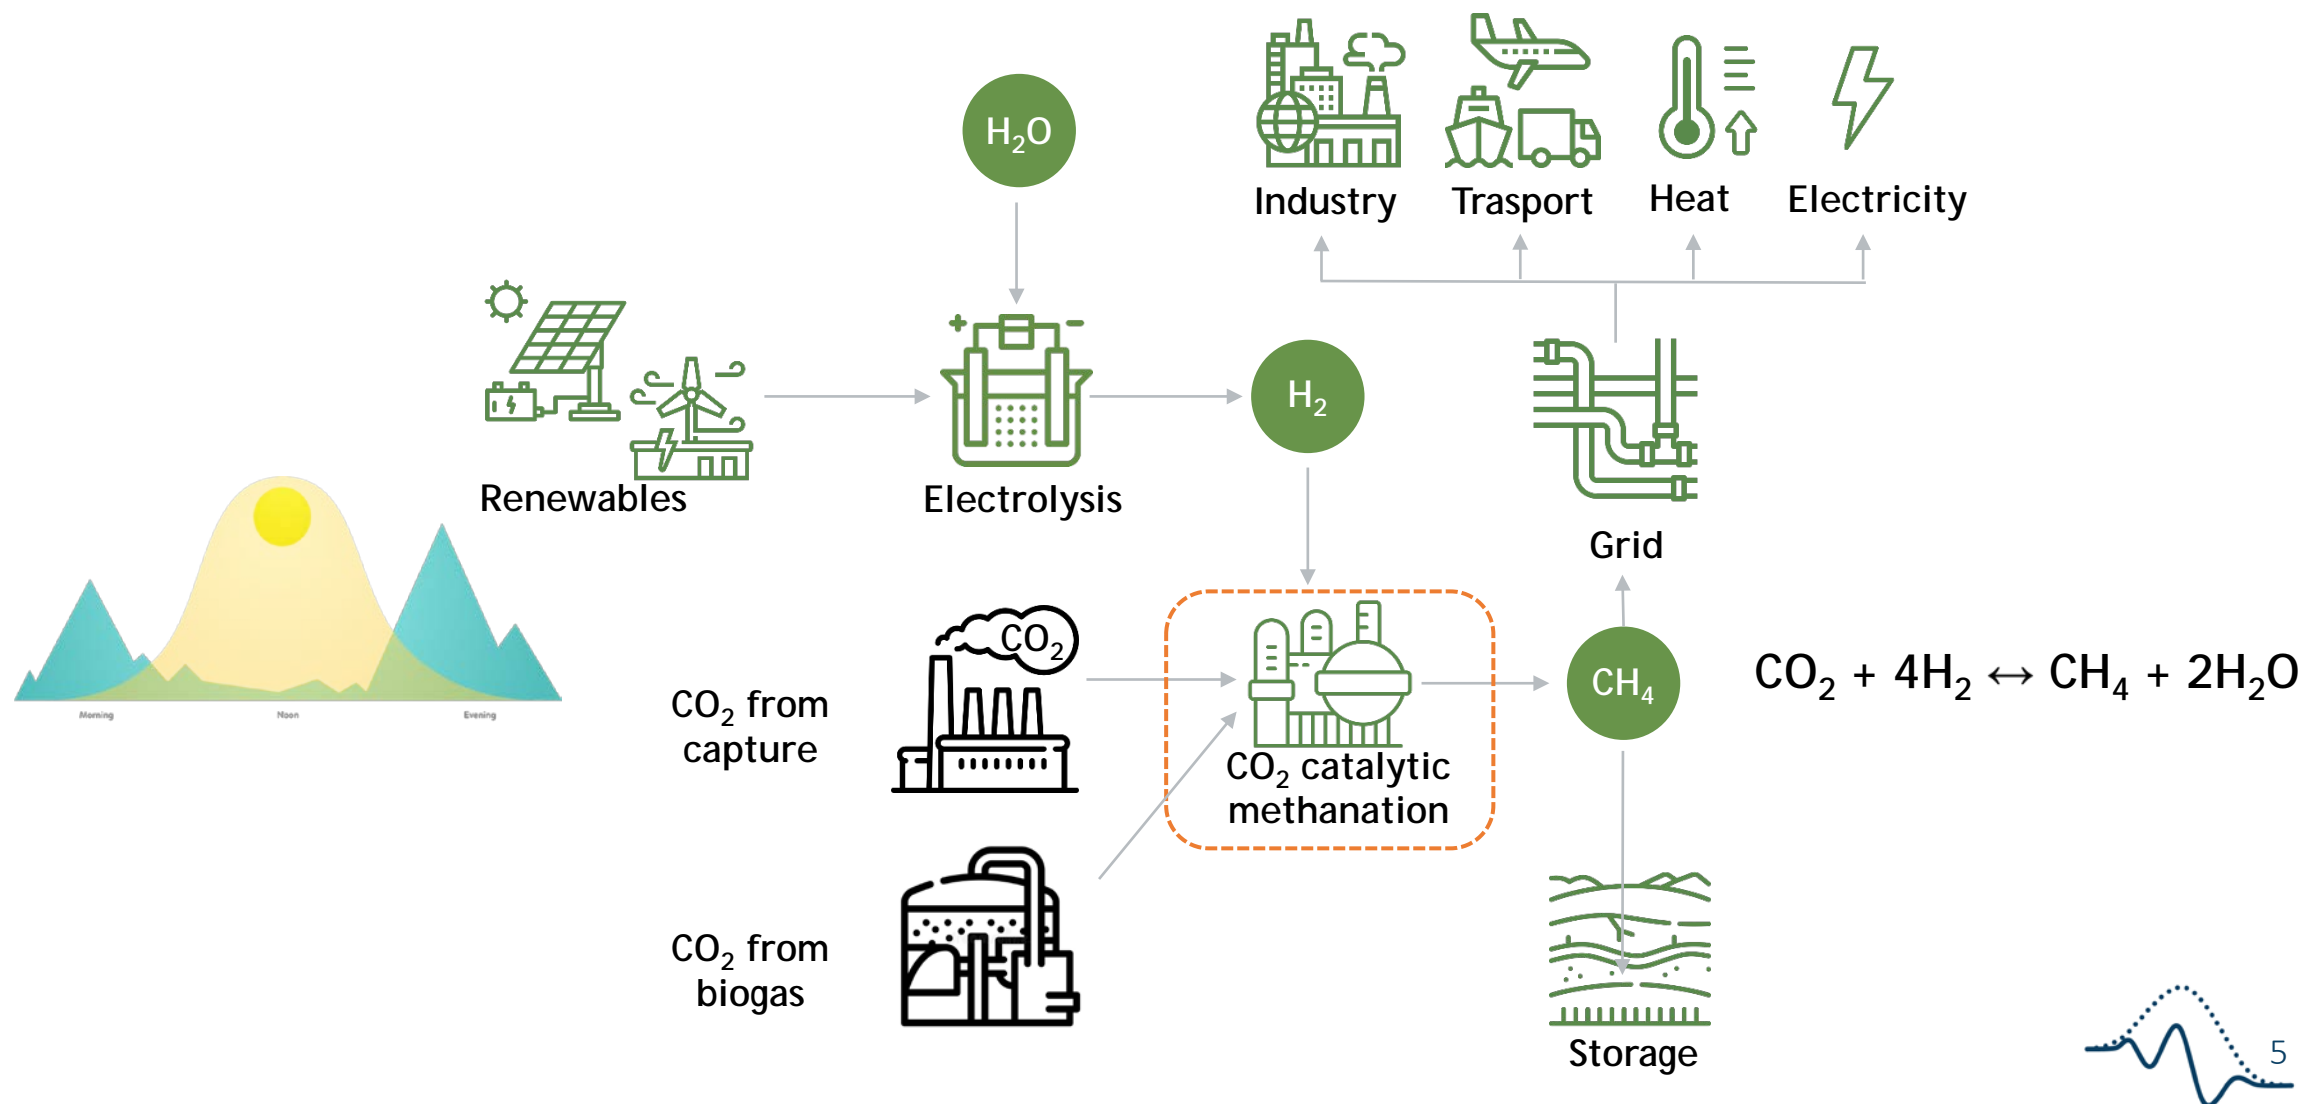 H₂O
Industry
Trasport
Heat
Electricity
+ −
H₂
Renewables
Electrolysis
Grid
Morning
Noon
Evening
CO₂
CO₂ from
capture
CO₂ catalytic
methanation
CH₄
CO₂ + 4H₂ ↔ CH₄ + 2H₂O
CO₂ from
biogas
Storage
5